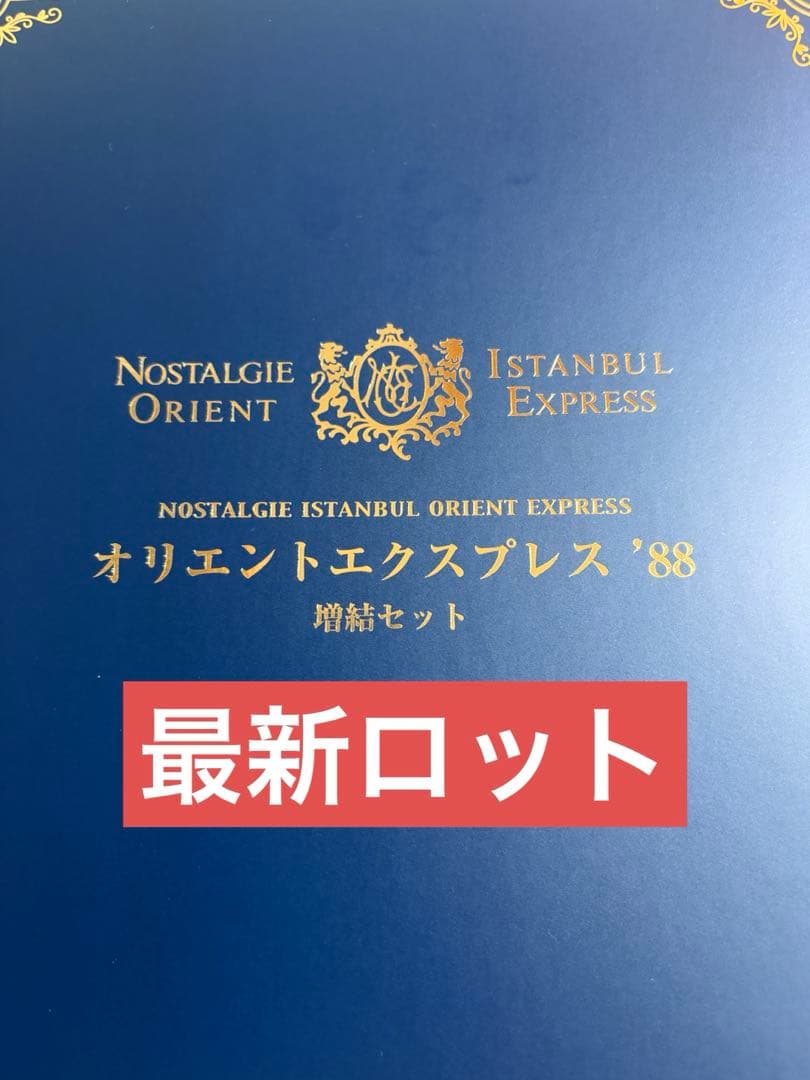 NOSTALGIE ISTANBUL
ORIENT EXPRESS
NOSTALGIE ISTANBUL ORIENT EXPRESS
オリエントエクスプレス ’88
増結セット
最新ロット